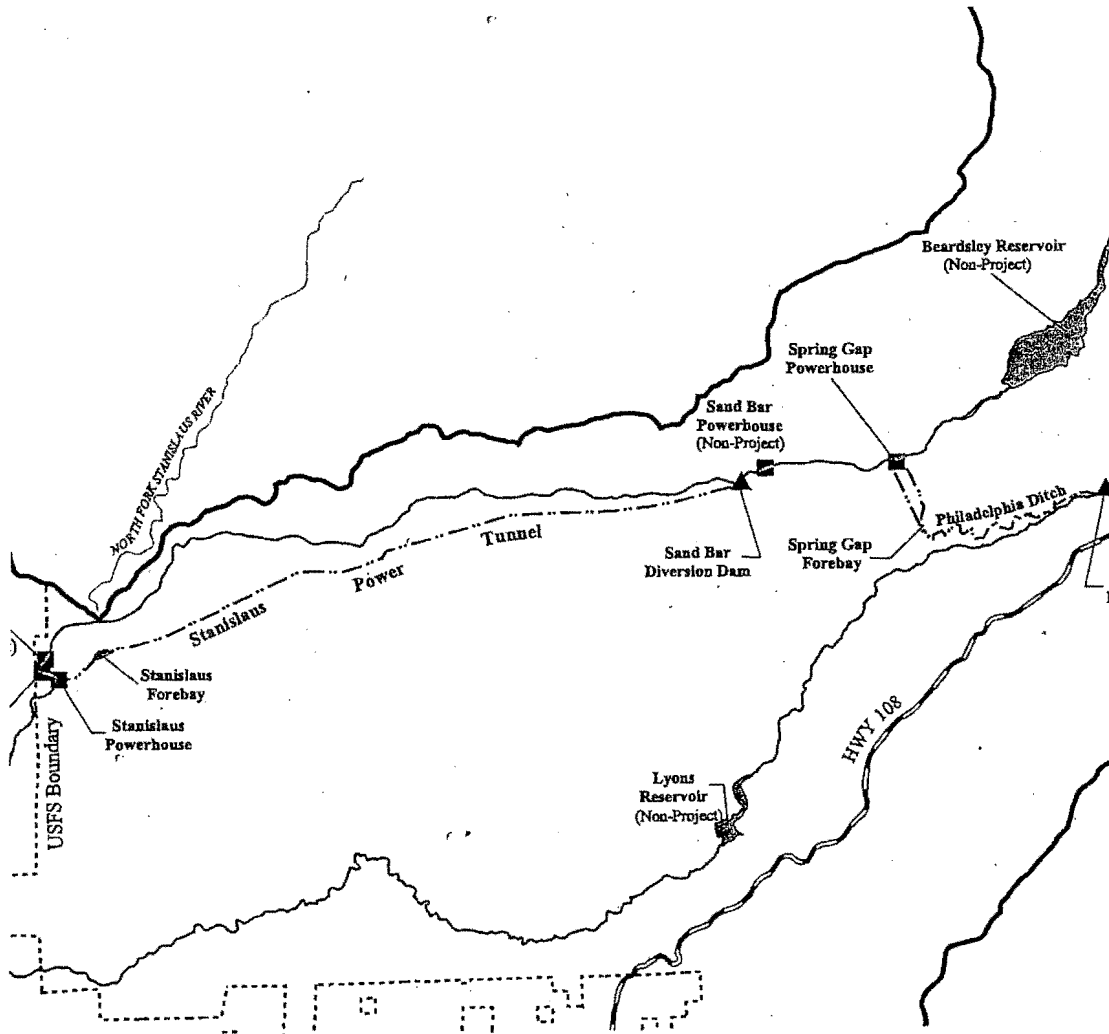 Beardsley Reservoir
(Non-Project)
Spring Gap
Powerhouse
Sand Bar
Powerhouse
(Non-Project)
NORTH FORK STANISLAUS RIVER
Philadelphia Ditch
Tunnel
Sand Bar
Diversion Dam
Spring Gap
Forebay
Power
Stanislaus
Stanislaus
Forebay
Stanislaus
Powerhouse
USFS Boundary
HWY 108
Lyons
Reservoir
(Non-Project)